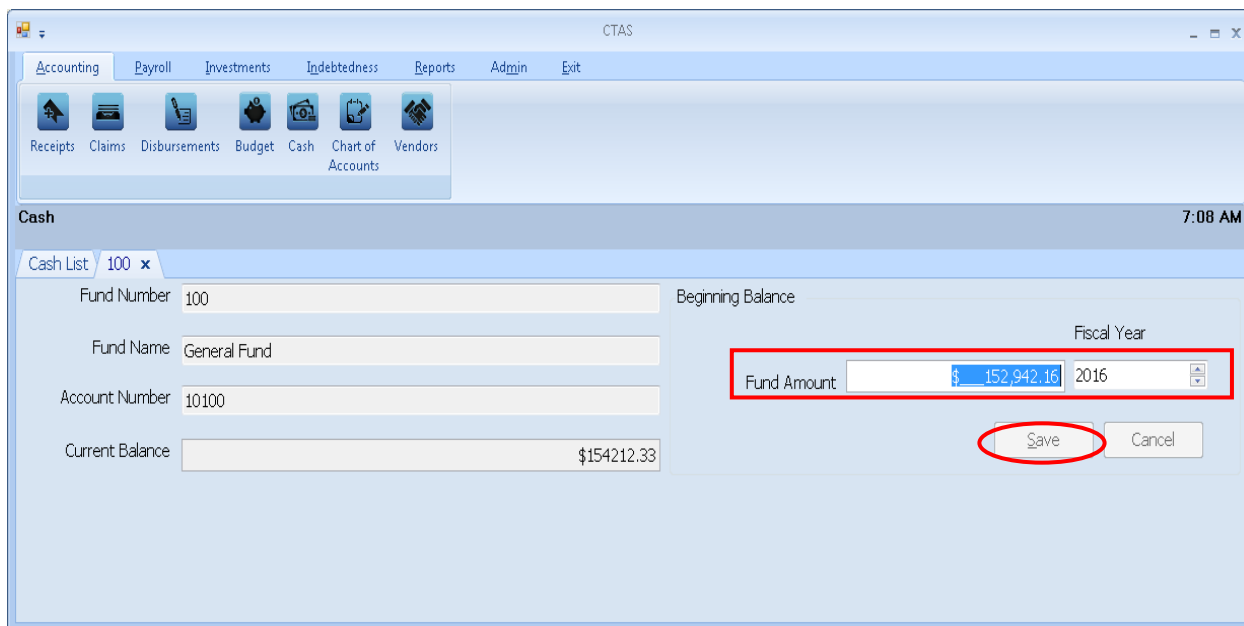 CTAS
Accounting Payroll Investments Indebtedness Reports Admin Exit
Receipts Claims Disbursements Budget Cash Chart of Accounts Vendors
Cash 7:08 AM
Cash List 100 x
Fund Number 100
Fund Name General Fund
Account Number 10100
Current Balance $154212.33
Beginning Balance
Fiscal Year
Fund Amount $___152,942.16 2016
Save Cancel